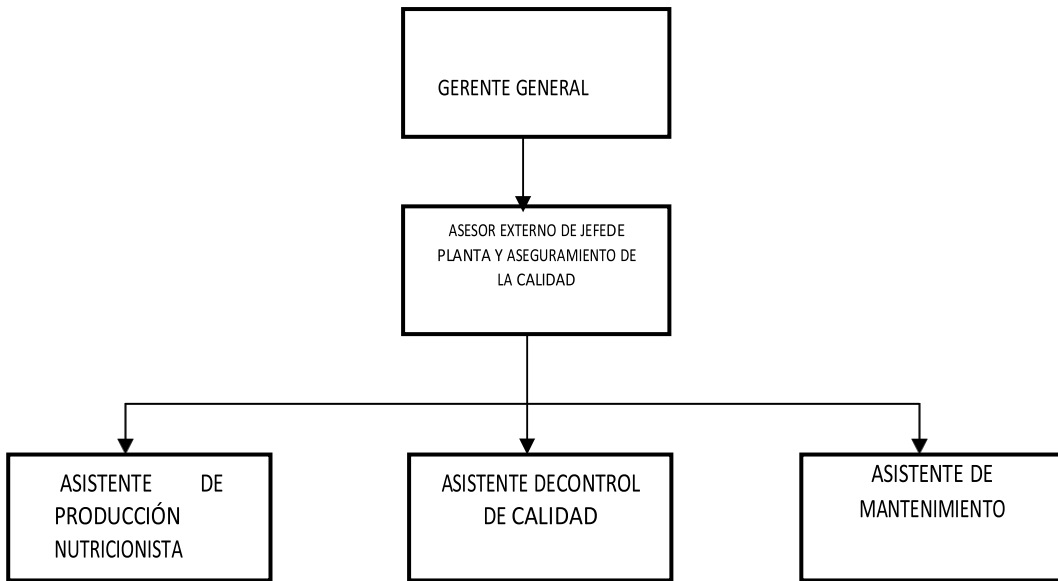 GERENTE GENERAL
ASESOR EXTERNO DE JEFEDE
PLANTA Y ASEGURAMIENTO DE
LA CALIDAD
ASISTENTE DE
PRODUCCIÓN
NUTRICIONISTA
ASISTENTE DECONTROL
DE CALIDAD
ASISTENTE DE
MANTENIMIENTO